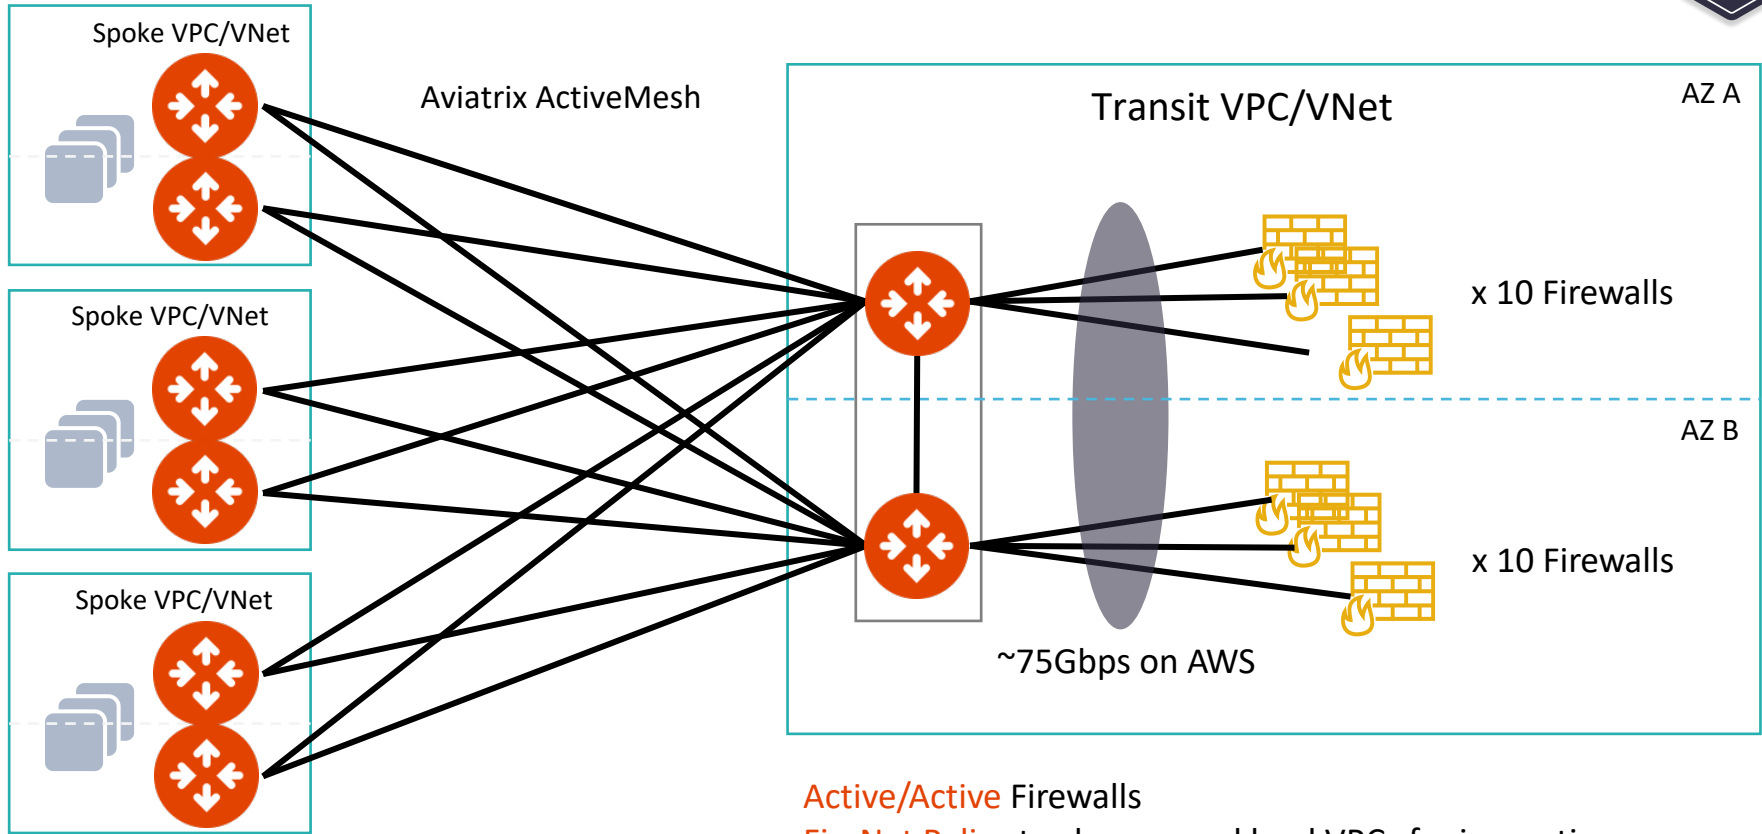 Spoke VPC/VNet
Aviatrix ActiveMesh
Transit VPC/VNet
AZ A
x 10 Firewalls
Spoke VPC/VNet
AZ B
x 10 Firewalls
Spoke VPC/VNet
~75Gbps on AWS
Active/Active Firewalls